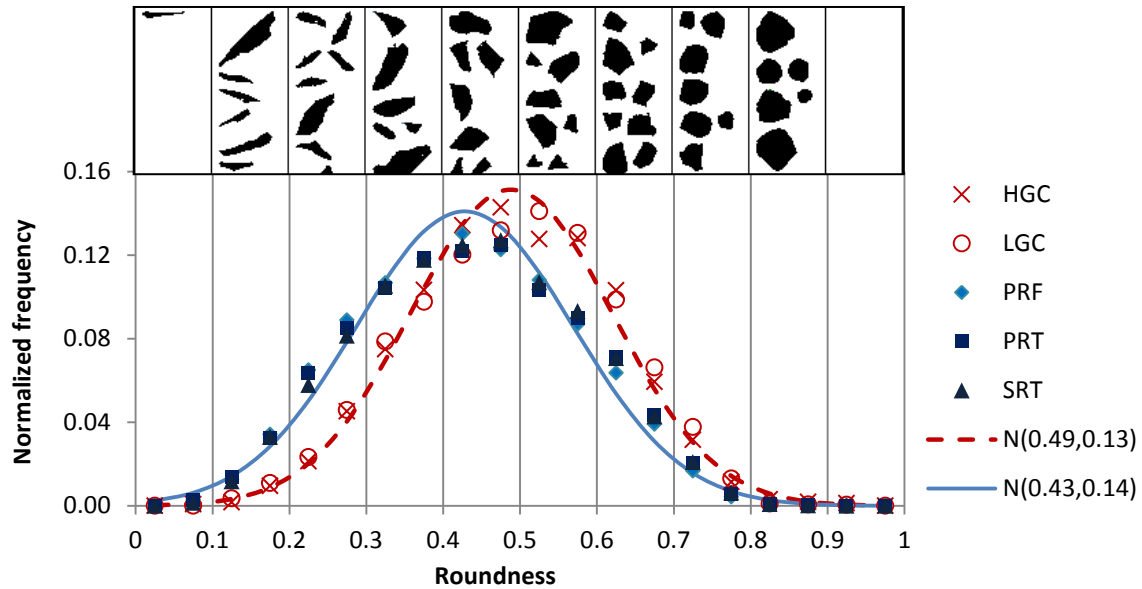 0.16
0.12
0.08
0.04
0.00
Normalized frequency
0 0.1 0.2 0.3 0.4 0.5 0.6 0.7 0.8 0.9 1
Roundness
HGC
LGC
PRF
PRT
SRT
N(0.49,0.13)
N(0.43,0.14)